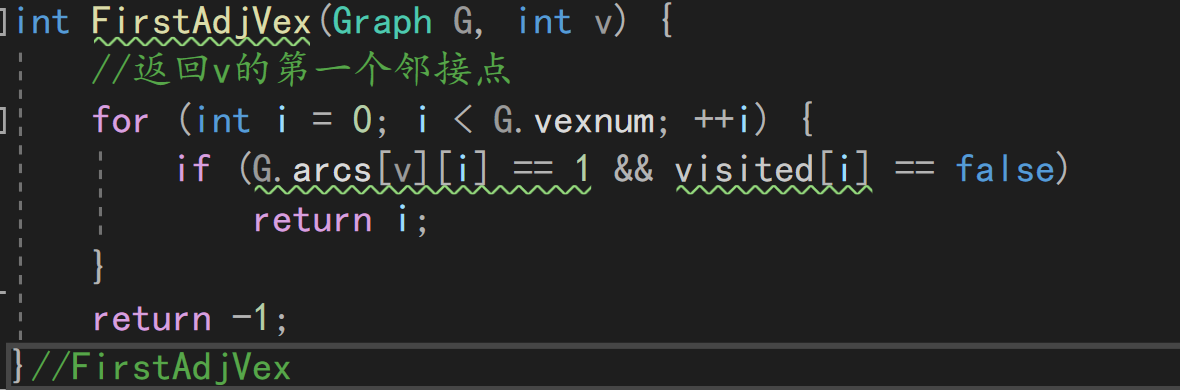 int FirstAdjVex(Graph G, int v) {
//返回v的第一个邻接点
for (int i = 0; i < G.vexnum; ++i) {
if (G.arcs[v][i] == 1 && visited[i] == false)
return i;
}
return -1;
}//FirstAdjVex